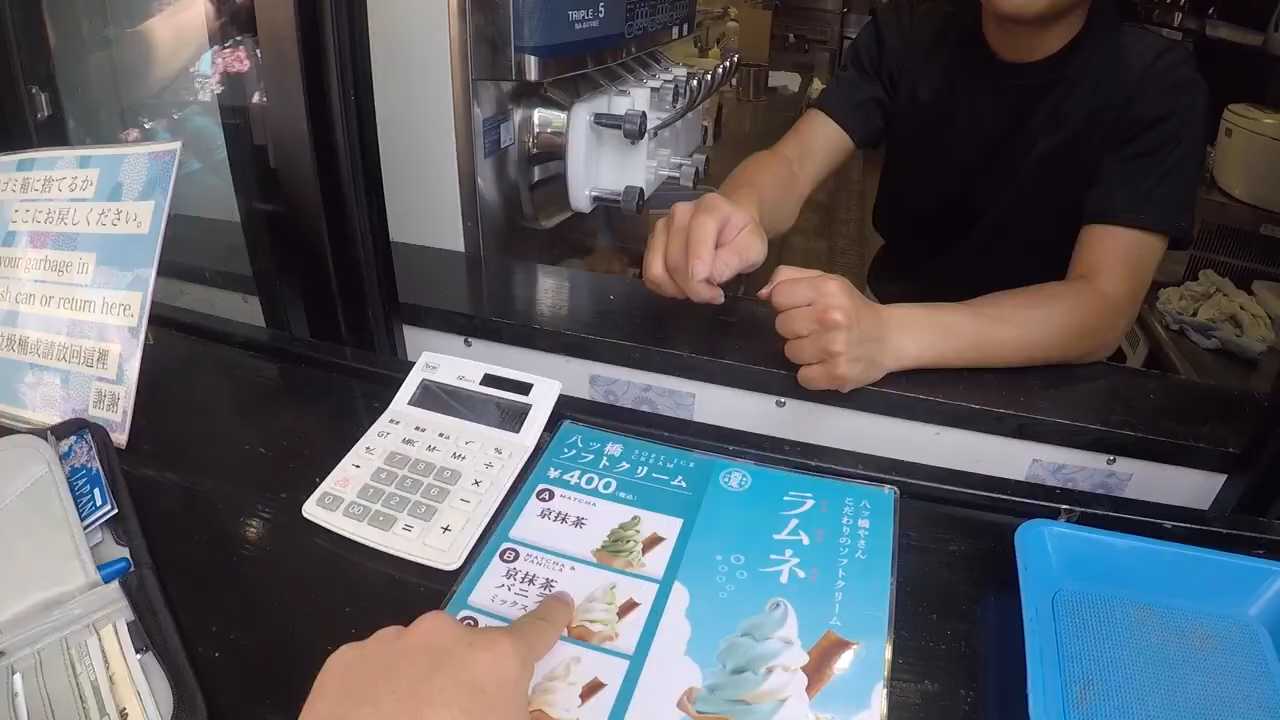 TRIPLE-5
ゴミ箱に捨てるか
ここにお戻しください。
your garbage in
sh can or return here.
垃圾桶或請放回這裡
謝謝
JAPAN
GT
MRC
M-
M+
√
%
7
8
9
÷
4
5
6
×
1
2
3
-
0
00
·
=
+
八ッ橋
ソフトクリーム
SOFT ICE
CREAM
¥400(税込)
A
MATCHA
京抹茶
B
MATCHA &
VANILLA
京抹茶
バニラ
ミックス
八ッ橋やさん
こだわりのソフトクリーム
ラムネ